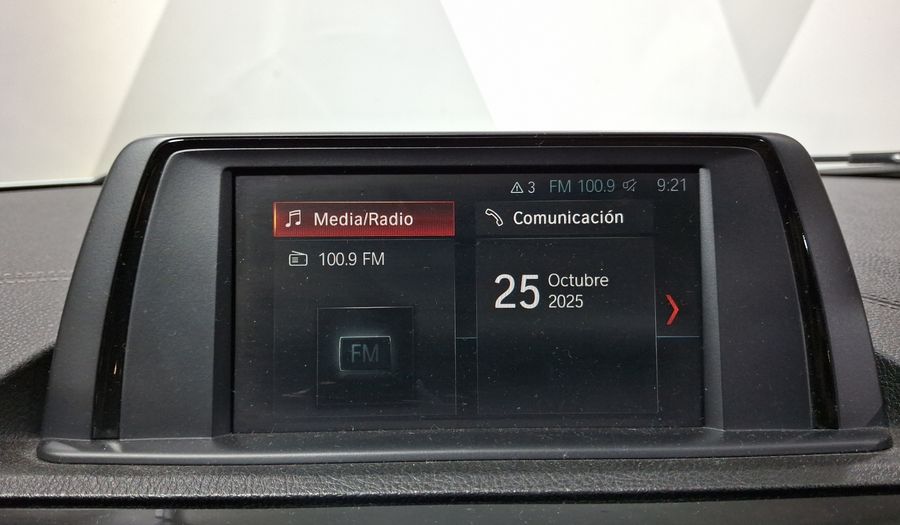 3 FM 100.9 9:21
Media/Radio
Comunicación
100.9 FM
25 Octubre
2025
FM